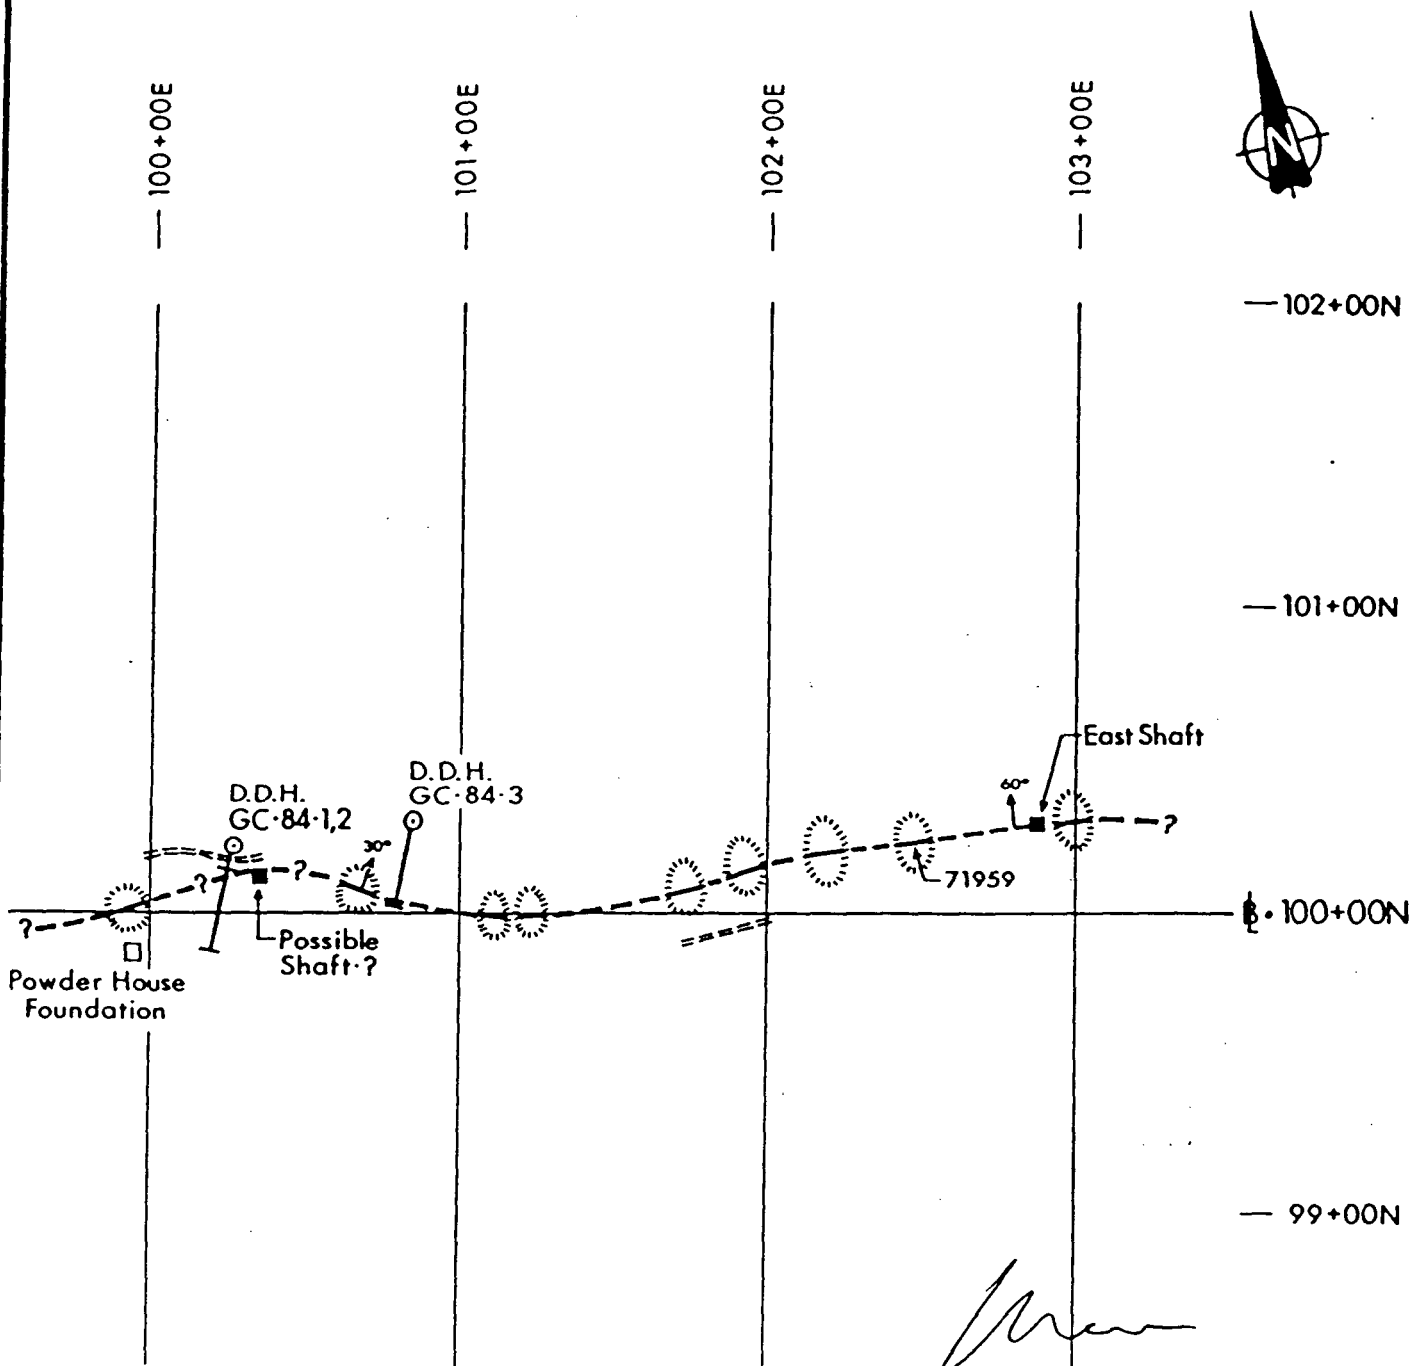 100+00E
101+00E
102+00E
103+00E
N
102+00N
101+00N
East Shaft
60°
D.D.H.
GC·84·3
D.D.H.
GC·84·1,2
30°
?
?
?
71959
?
100+00N
Possible
Shaft·?
Powder House
Foundation
99+00N